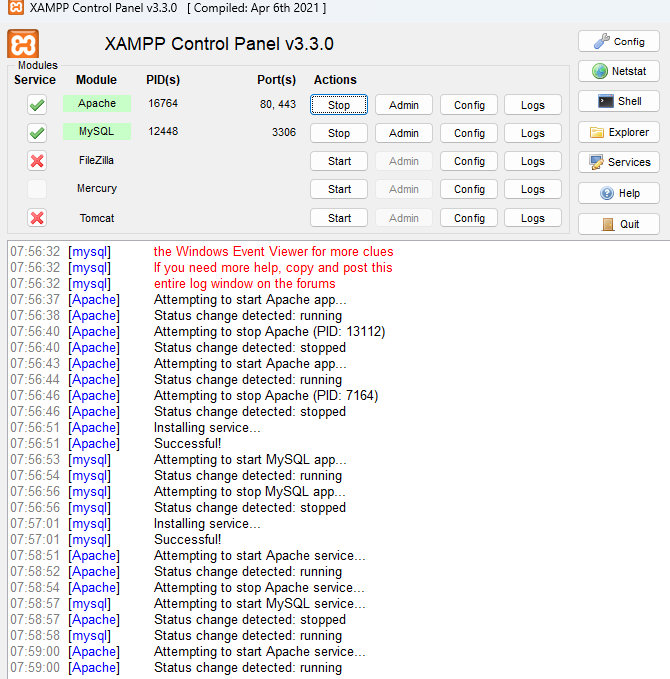 XAMPP Control Panel v3.3.0 [ Compiled: Apr 6th 2021 ]
XAMPP Control Panel v3.3.0
Config
Modules
Service Module PID(s) Port(s) Actions
Netstat
Apache 16764 80, 443 Stop Admin Config Logs
Shell
MySQL 12448 3306 Stop Admin Config Logs
Explorer
FileZilla Start Admin Config Logs
Services
Mercury Start Admin Config Logs
Help
Tomcat Start Admin Config Logs
Quit
07:56:32 [mysql] the Windows Event Viewer for more clues
07:56:32 [mysql] If you need more help, copy and post this
07:56:32 [mysql] entire log window on the forums
07:56:37 [Apache] Attempting to start Apache app...
07:56:38 [Apache] Status change detected: running
07:56:40 [Apache] Attempting to stop Apache (PID: 13112)
07:56:40 [Apache] Status change detected: stopped
07:56:43 [Apache] Attempting to start Apache app...
07:56:44 [Apache] Status change detected: running
07:56:46 [Apache] Attempting to stop Apache (PID: 7164)
07:56:46 [Apache] Status change detected: stopped
07:56:51 [Apache] Installing service...
07:56:51 [Apache] Successful!
07:56:53 [mysql] Attempting to start MySQL app...
07:56:54 [mysql] Status change detected: running
07:56:56 [mysql] Attempting to stop MySQL app...
07:56:56 [mysql] Status change detected: stopped
07:57:01 [mysql] Installing service...
07:57:01 [mysql] Successful!
07:58:51 [Apache] Attempting to start Apache service...
07:58:52 [Apache] Status change detected: running
07:58:54 [Apache] Attempting to stop Apache service...
07:58:57 [mysql] Attempting to start MySQL service...
07:58:57 [Apache] Status change detected: stopped
07:58:58 [mysql] Status change detected: running
07:59:00 [Apache] Attempting to start Apache service...
07:59:00 [Apache] Status change detected: running